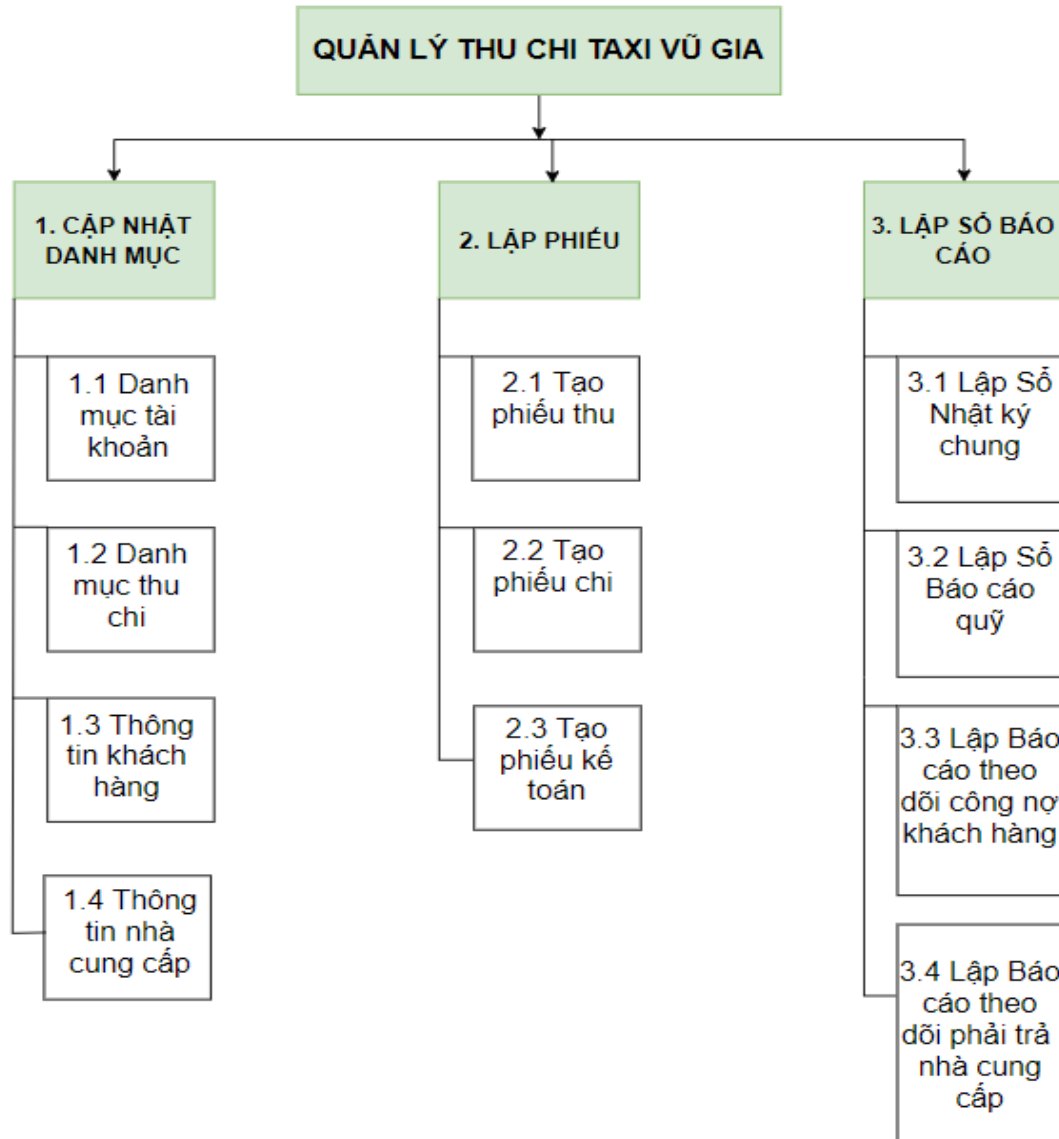 QUẢN LÝ THU CHI TAXI VŨ GIA
1. CẬP NHẬT
DANH MỤC
2. LẬP PHIẾU
3. LẬP SỔ BÁO
CÁO
1.1 Danh
mục tài
khoản
1.2 Danh
mục thu
chi
1.3 Thông
tin khách
hàng
1.4 Thông
tin nhà
cung cấp
2.1 Tạo
phiếu thu
2.2 Tạo
phiếu chi
2.3 Tạo
phiếu kế
toán
3.1 Lập Sổ
Nhật ký
chung
3.2 Lập Sổ
Báo cáo
quỹ
3.3 Lập Báo
cáo theo
dõi công nợ
khách hàng
3.4 Lập Báo
cáo theo
dõi phải trả
nhà cung
cấp